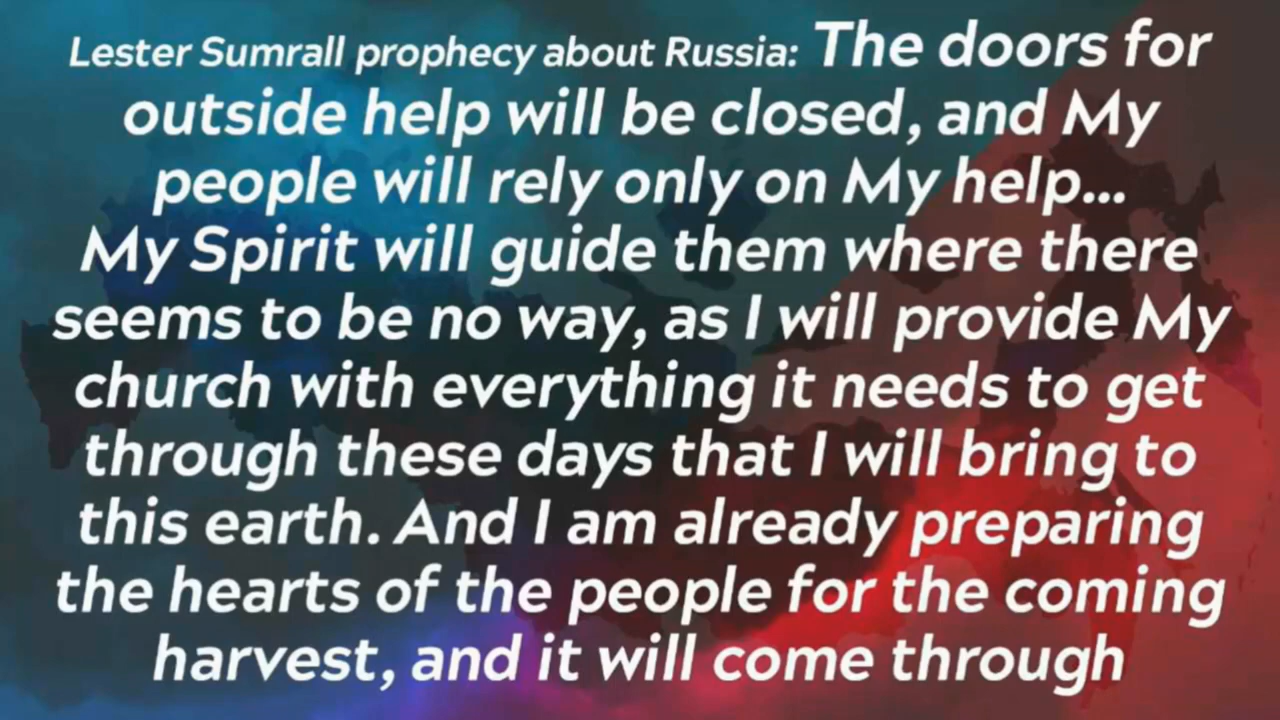 Lester Sumrall prophecy about Russia: The doors for
outside help will be closed, and My
people will rely only on My help...
My Spirit will guide them where there
seems to be no way, as I will provide My
church with everything it needs to get
through these days that I will bring to
this earth. And I am already preparing
the hearts of the people for the coming
harvest, and it will come through